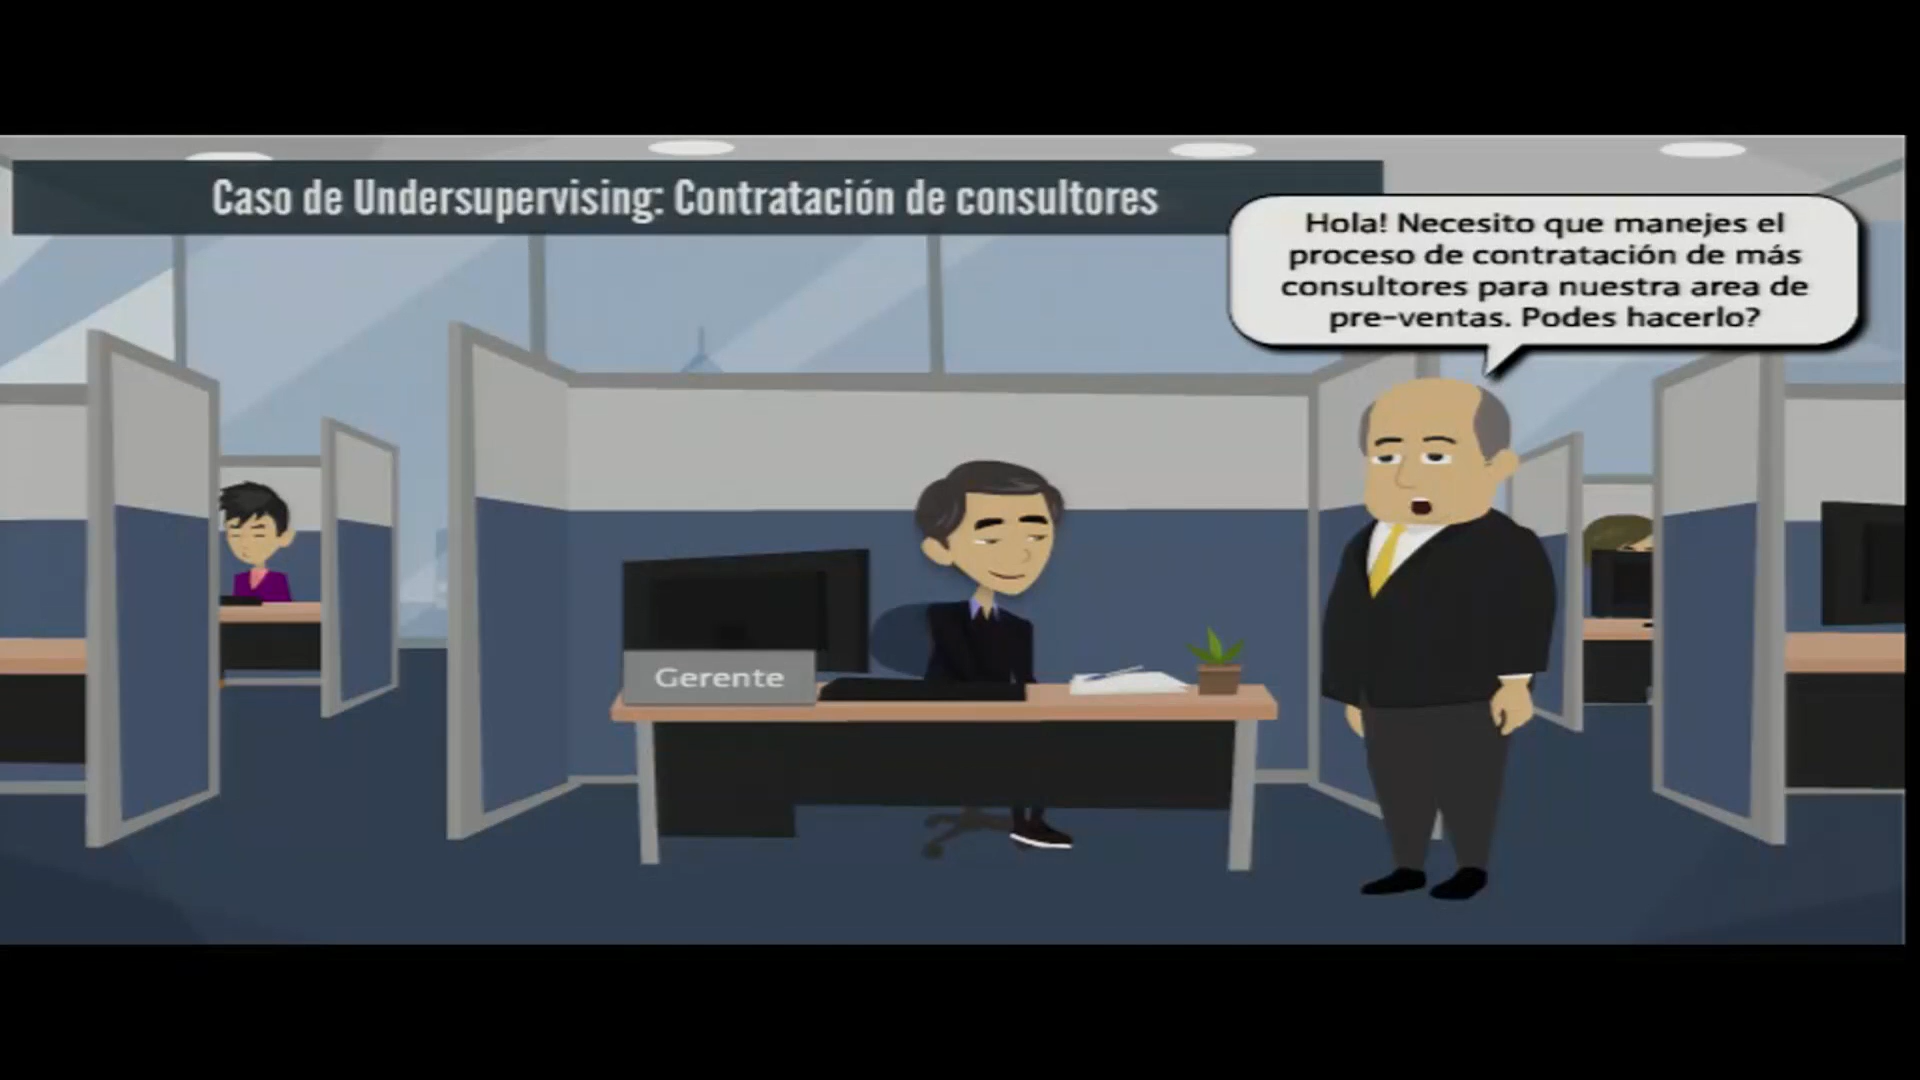 Caso de Undersupervising: Contratación de consultores
Hola! Necesito que manejes el
proceso de contratación de más
consultores para nuestra area de
pre-ventas. Podes hacerlo?
Gerente